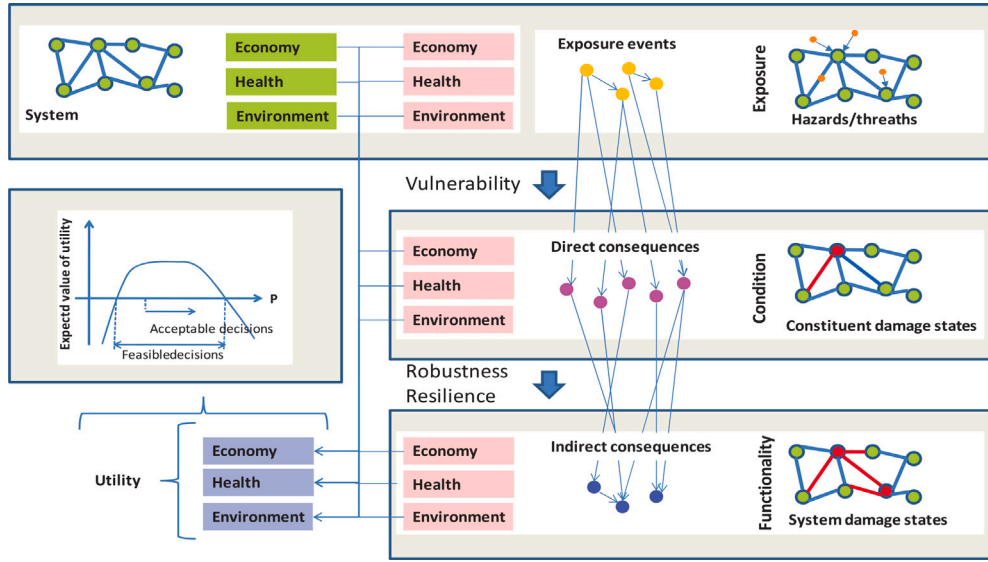 System
Economy
Health
Environment
Economy
Health
Environment
Exposure events
Hazards/threaths
Exposure
Vulnerability
Expectd value of utility
P
Acceptable decisions
Feasibledecisions
Economy
Health
Environment
Direct consequences
Constituent damage states
Condition
Robustness
Resilience
Utility
Economy
Health
Environment
Economy
Health
Environment
Indirect consequences
System damage states
Functionality